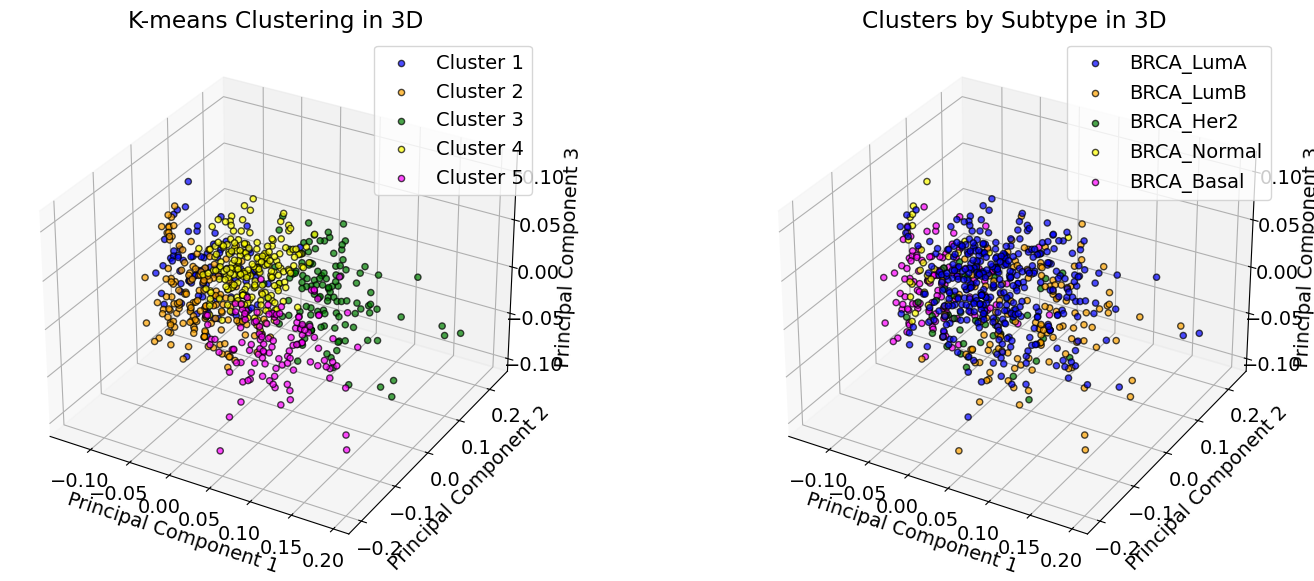 K-means Clustering in 3D
Cluster 1
Cluster 2
Cluster 3
Cluster 4
Cluster 5
0.10
0.05
0.00
−0.05
−0.10
Principal Component 3
0.2
0.1
0.0
−0.1
−0.2
Principal Component 2
−0.10
−0.05
0.00
0.05
0.10
0.15
0.20
Principal Component 1
Clusters by Subtype in 3D
BRCA_LumA
BRCA_LumB
BRCA_Her2
BRCA_Normal
BRCA_Basal
0.10
0.05
0.00
−0.05
−0.10
Principal Component 3
0.2
0.1
0.0
−0.1
−0.2
Principal Component 2
−0.10
−0.05
0.00
0.05
0.10
0.15
0.20
Principal Component 1